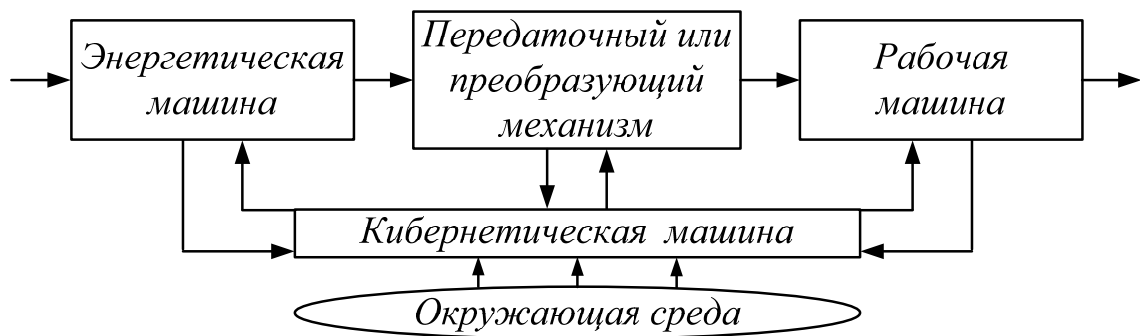 Энергетическая
машина
Передаточный или
преобразующий
механизм
Рабочая
машина
Кибернетическая машина
Окружающая среда